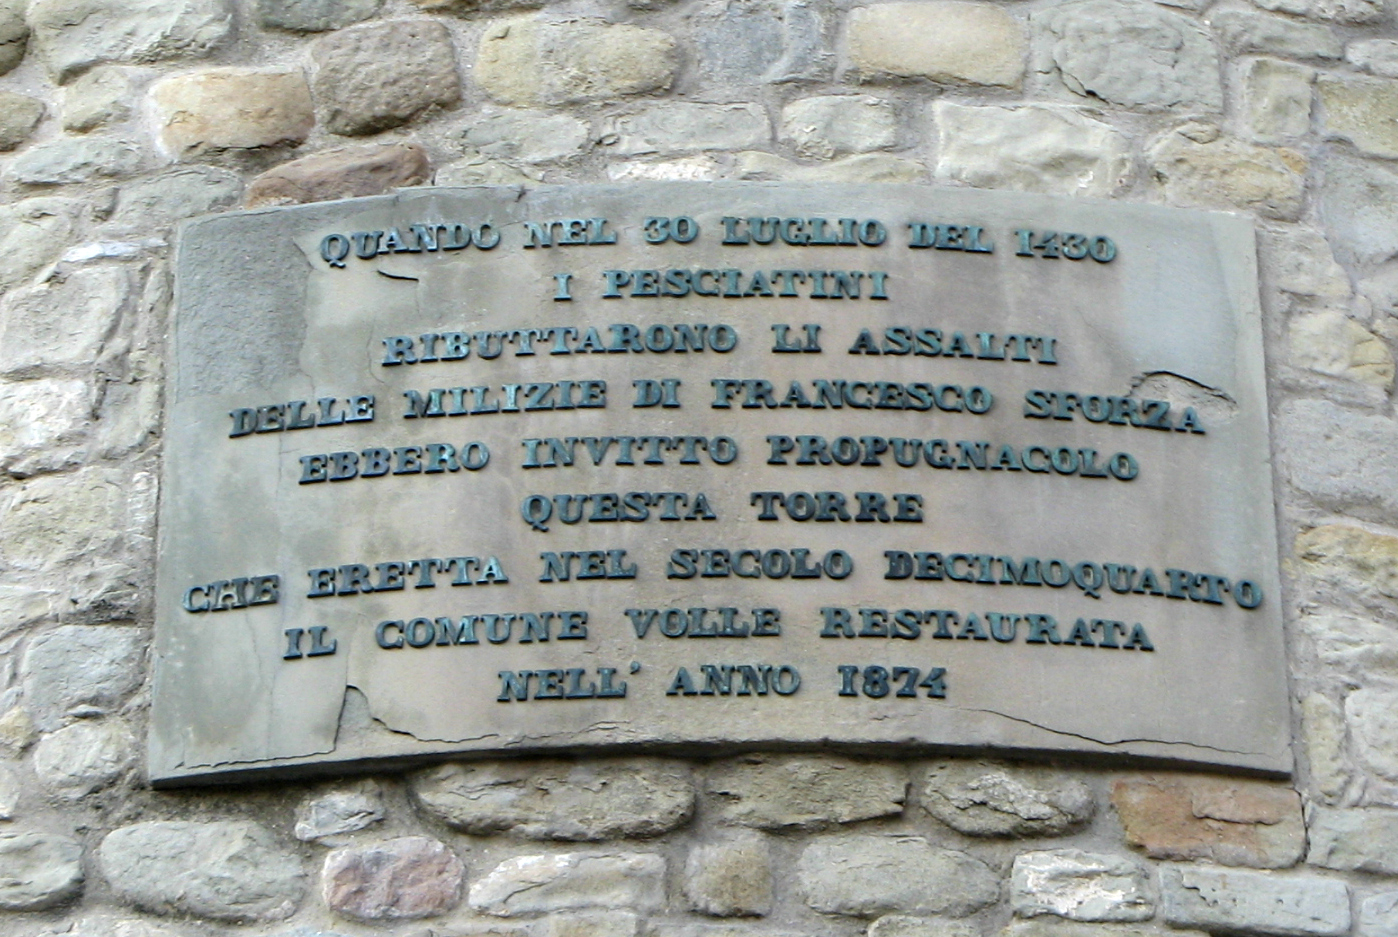 QUANDO NEL 30 LUGLIO DEL 1430
I PESCIATINI
RIBUTTARONO LI ASSALTI
DELLE MILIZIE DI FRANCESCO SFORZA
EBBERO INVITTO PROPUGNACOLO
QUESTA TORRE
CHE ERETTA NEL SECOLO DECIMOQUARTO
IL COMUNE VOLLE RESTAURATA
NELL' ANNO 1874